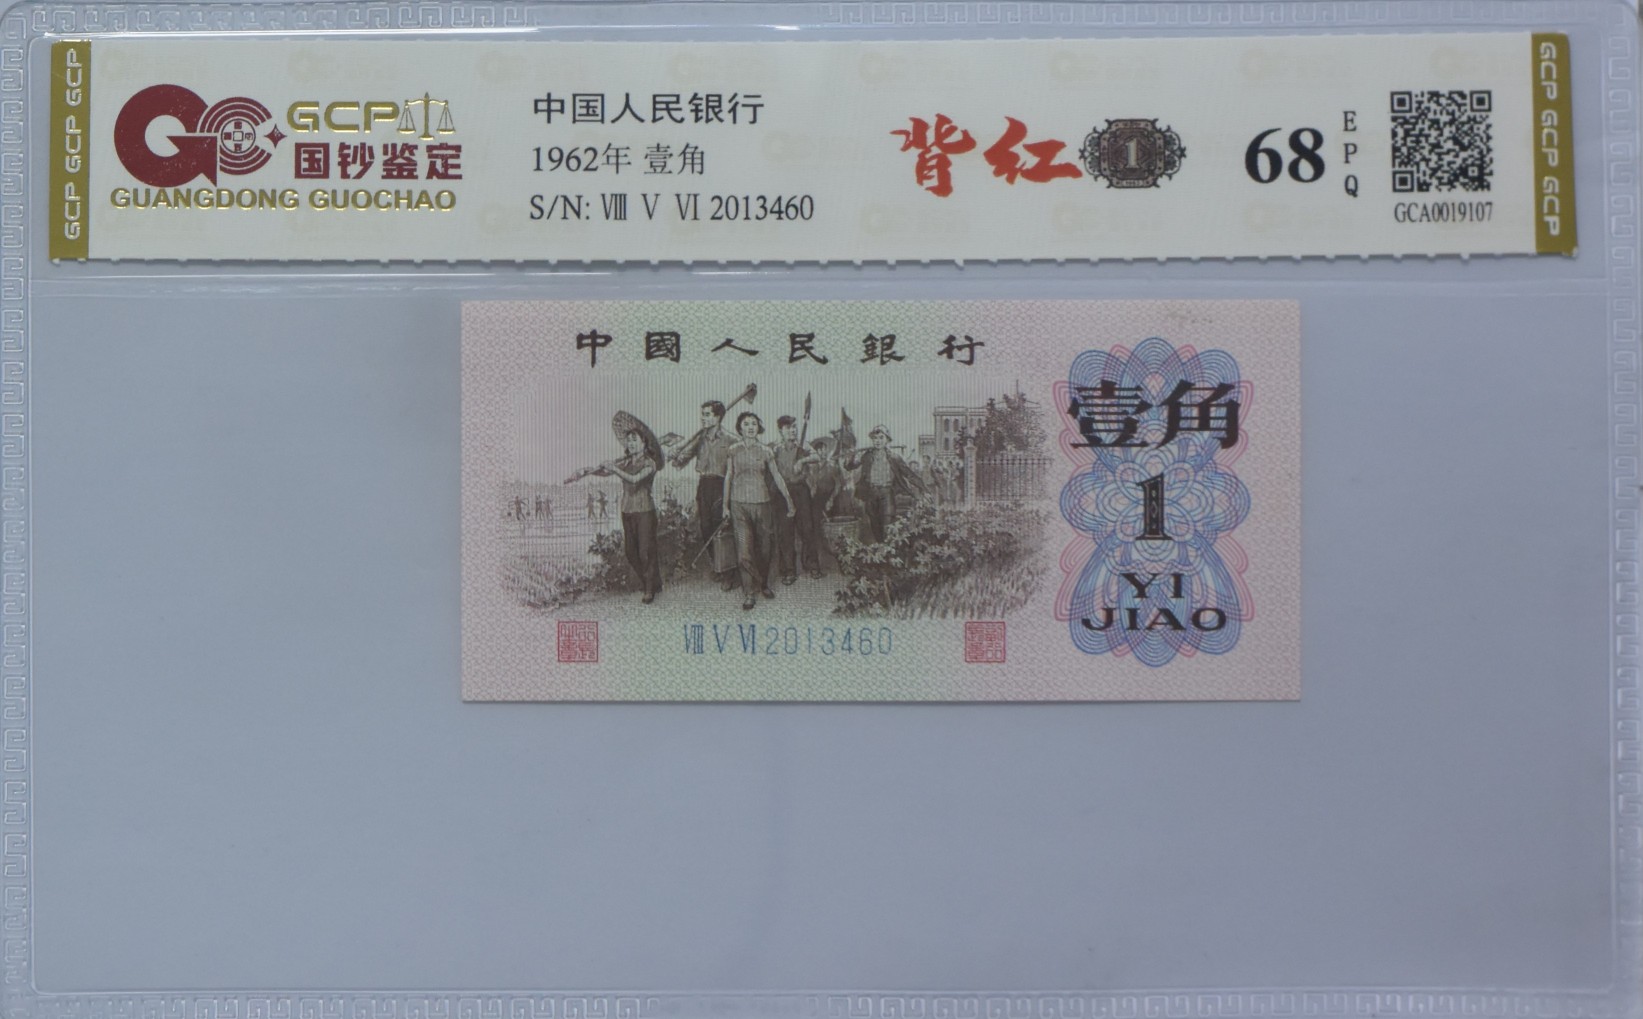 GCP GCP GCP
GCP
国钞鉴定
GUANGDONG GUOCHAO
中国人民银行
1962年 壹角
S/N: Ⅷ Ⅴ Ⅵ 2013460
背红
1
68
EPQ
GCA0019107
GCP GCP GCP
中國人民銀行
壹角
1
YI
JIAO
Ⅷ Ⅴ Ⅵ 2013460